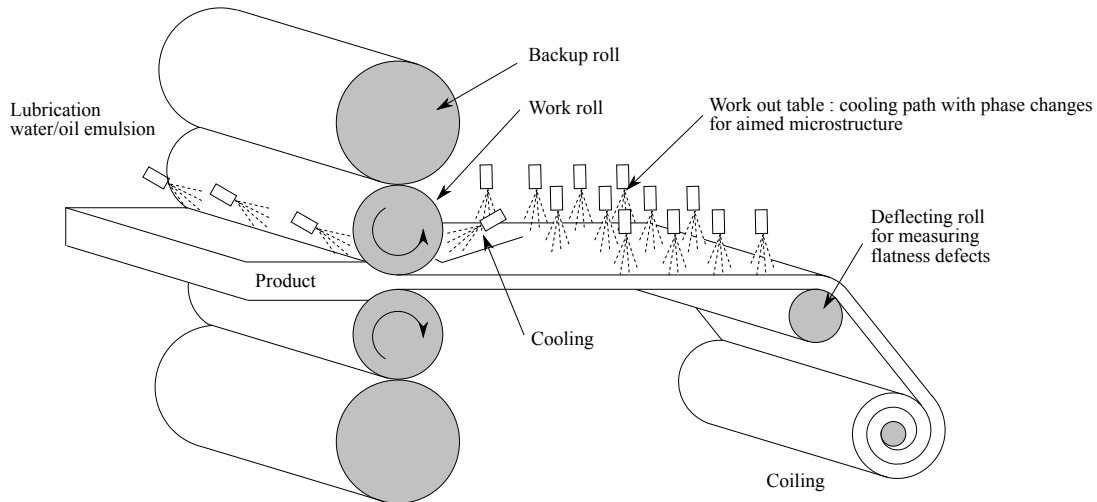 Backup roll
Lubrication
water/oil emulsion
Work roll
Work out table : cooling path with phase changes
for aimed microstructure
Deflecting roll
for measuring
flatness defects
Product
Cooling
Coiling